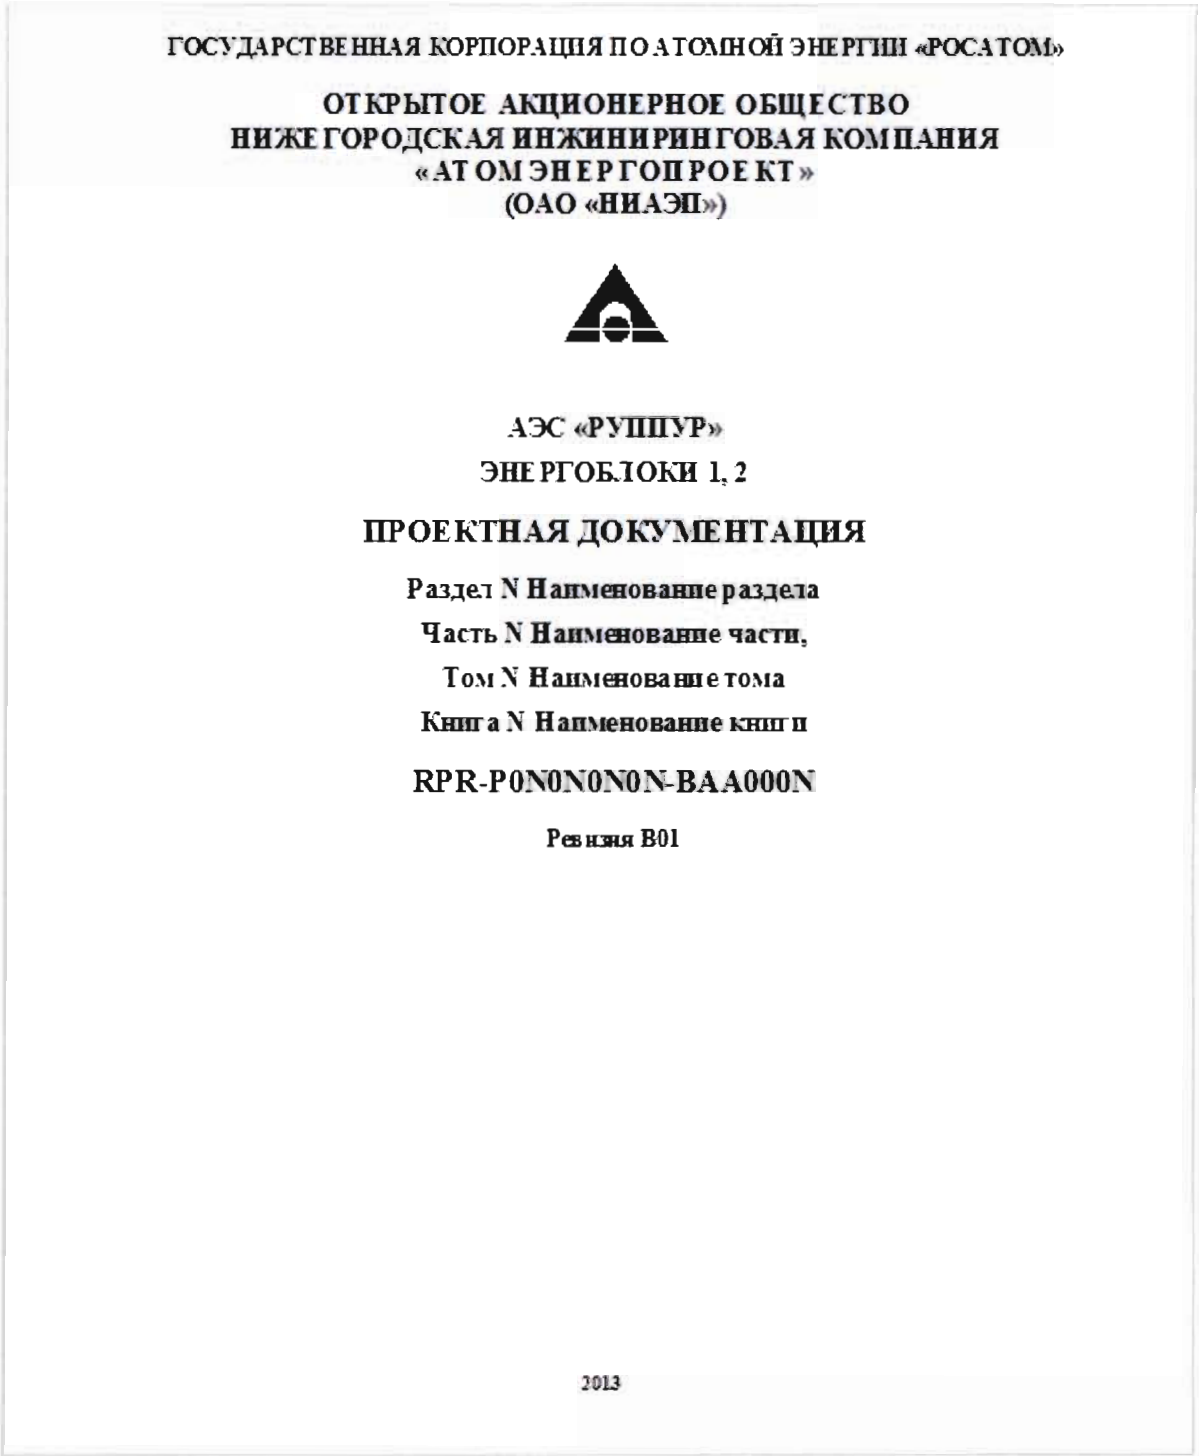 ГОСУДАРСТВЕННАЯ КОРПОРАЦИЯ ПО АТОМНОЙ ЭНЕРГИИ «РОСАТОМ»
ОТКРЫТОЕ АКЦИОНЕРНОЕ ОБЩЕСТВО
НИЖЕГОРОДСКАЯ ИНЖИНИРИНГОВАЯ КОМПАНИЯ
«АТОМЭНЕРГОПРОЕКТ»
(ОАО «НИАЭП»)
АЭС «РУППУР»
ЭНЕРГОБЛОКИ 1, 2
ПРОЕКТНАЯ ДОКУМЕНТАЦИЯ
Раздел N Наименование раздела
Часть N Наименование части,
Том N Наименование тома
Книга N Наименование книги
RPR-P0N0N0N0N-BAA000N
Ревизия B01
2013